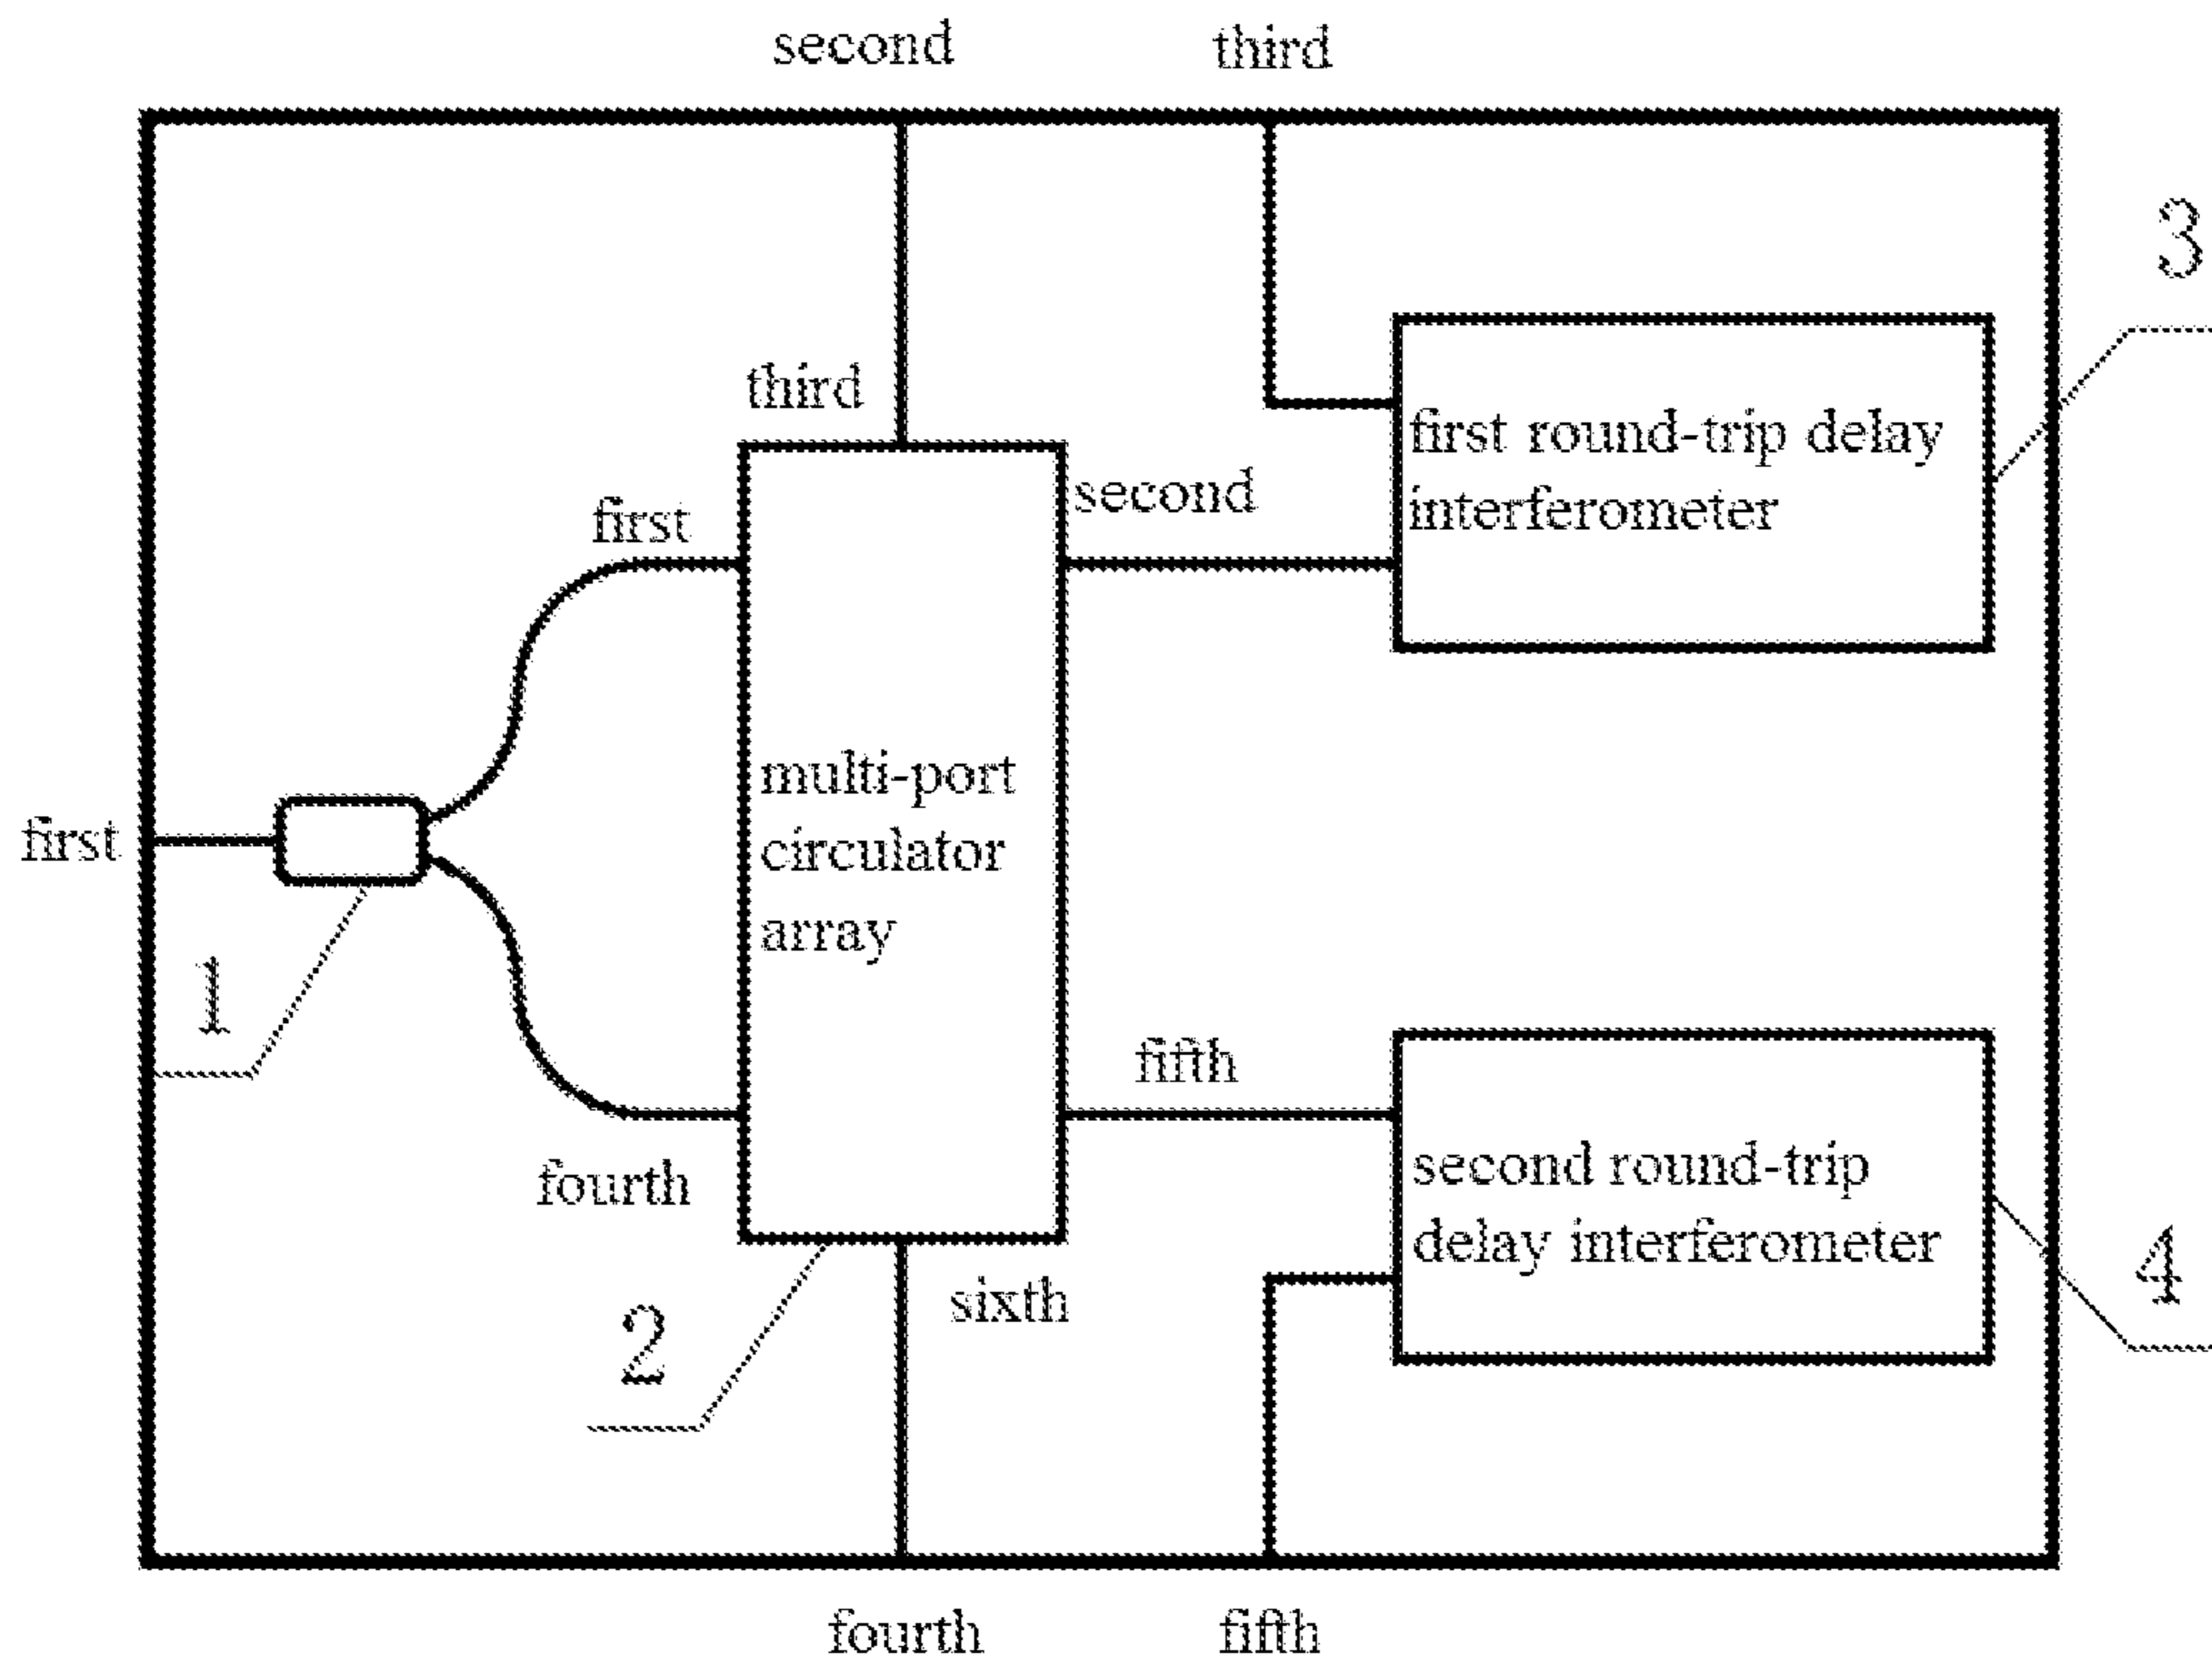 second
third
3
third
first round-trip delay
interferometer
second
first
multi-port
circulator
array
first
1
fifth
fourth
second round-trip
delay interferometer
4
sixth
2
fourth
fifth